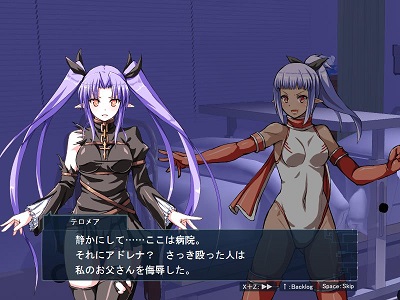 テロメア
静かにして……ここは病院。
それにアドレナ？　さっき殴った人は
私のお父さんを侮辱した。
X+Z: ▶▶ ↑:Backlog Space: Skip